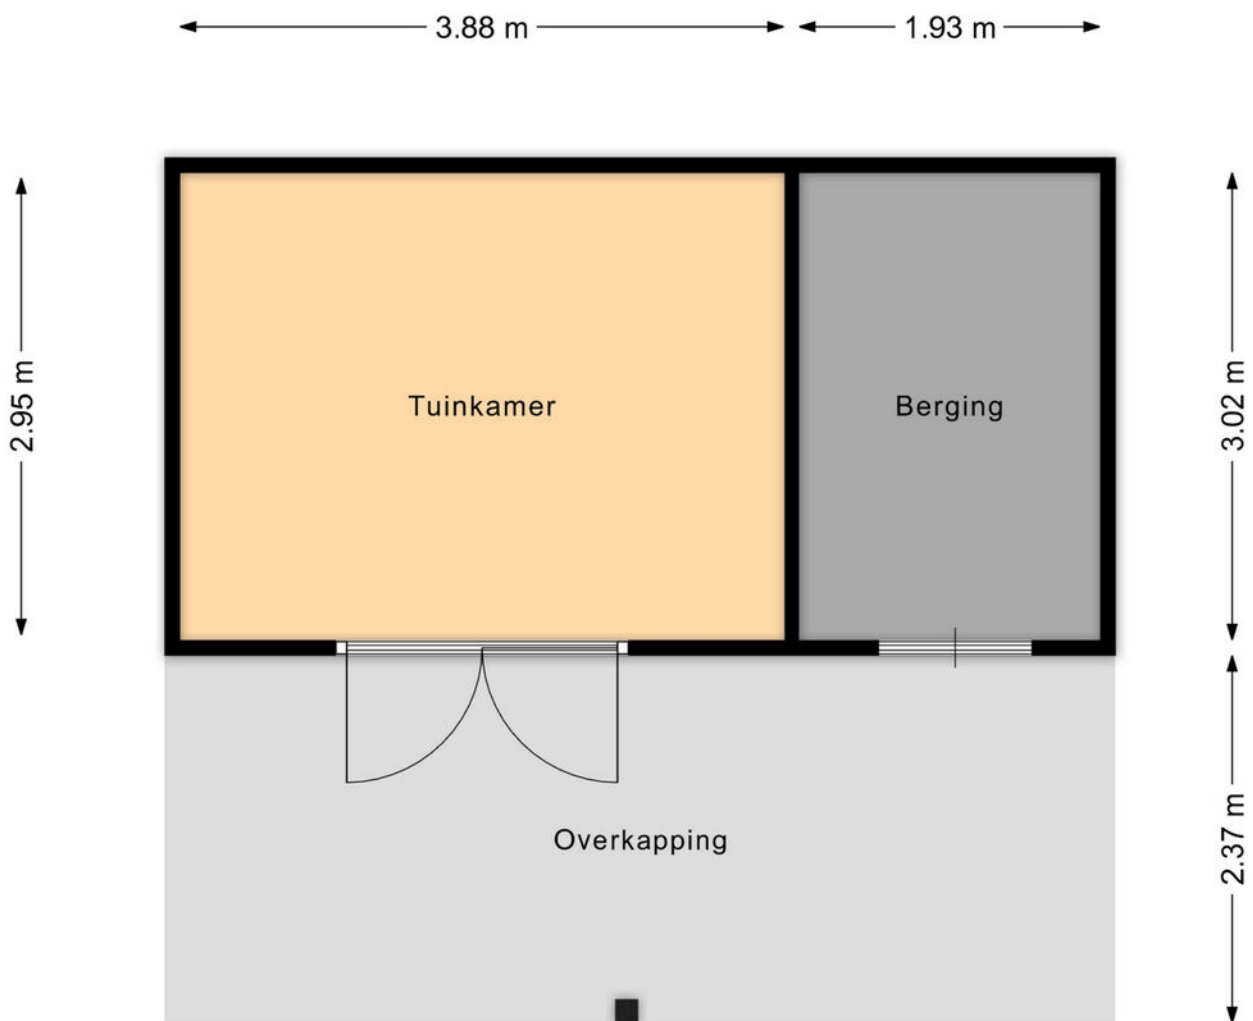 3.88 m
1.93 m
2.95 m
3.02 m
Tuinkamer
Berging
2.37 m
Overkapping